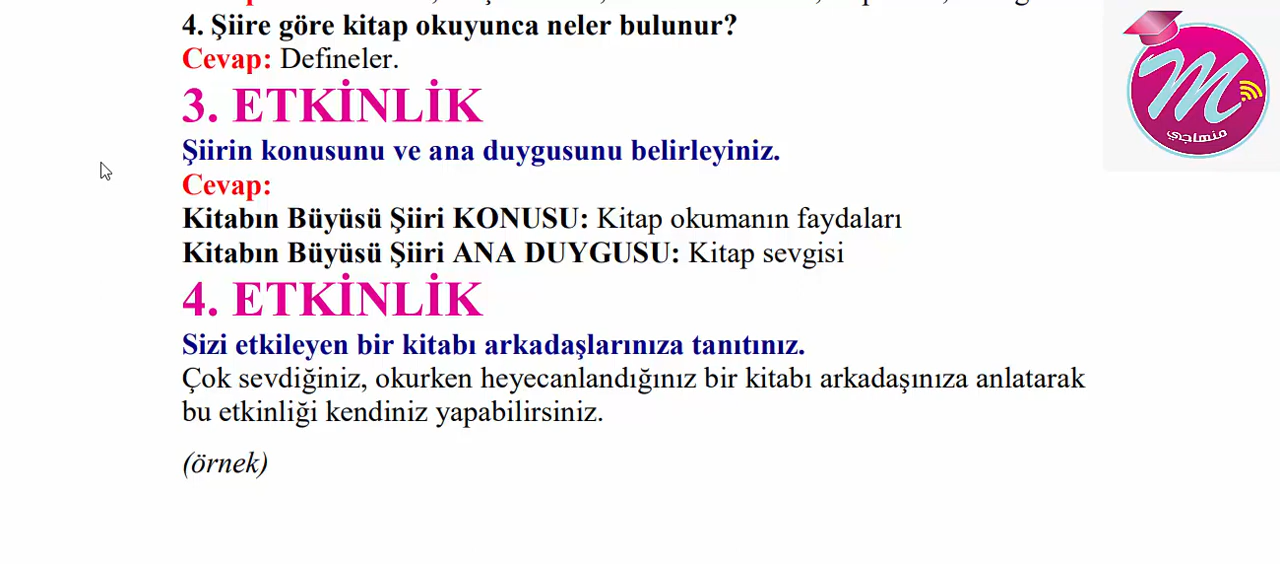 4. Şiire göre kitap okuyunca neler bulunur?
Cevap: Defineler.
3. ETKİNLİK
Şiirin konusunu ve ana duygusunu belirleyiniz.
Cevap:
Kitabın Büyüsü Şiiri KONUSU: Kitap okumanın faydaları
Kitabın Büyüsü Şiiri ANA DUYGUSU: Kitap sevgisi
4. ETKİNLİK
Sizi etkileyen bir kitabı arkadaşlarınıza tanıtınız.
Çok sevdiğiniz, okurken heyecanlandığınız bir kitabı arkadaşınıza anlatarak
bu etkinliği kendiniz yapabilirsiniz.
(örnek)
M
منهاجي